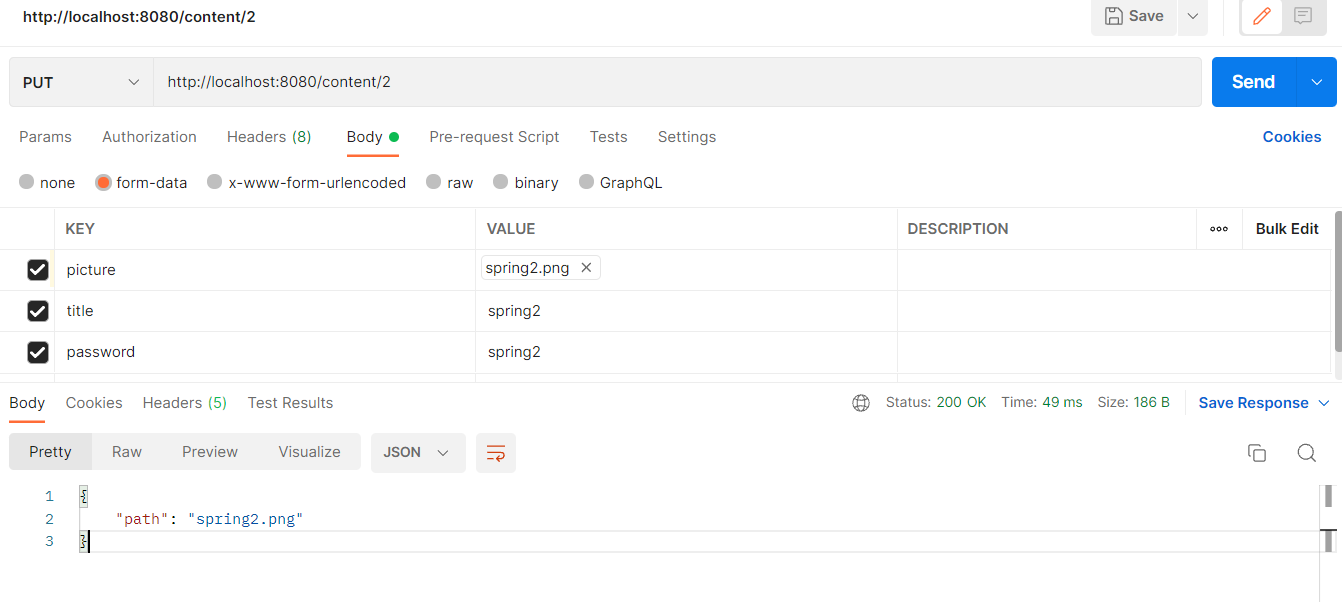 http://localhost:8080/content/2 Save
PUT http://localhost:8080/content/2 Send
Params Authorization Headers (8) Body Pre-request Script Tests Settings Cookies
none form-data x-www-form-urlencoded raw binary GraphQL
KEY VALUE DESCRIPTION ooo Bulk Edit
picture spring2.png ×
title spring2
password spring2
Body Cookies Headers (5) Test Results Status: 200 OK Time: 49 ms Size: 186 B Save Response
Pretty Raw Preview Visualize JSON
1 {
2 "path": "spring2.png"
3 }